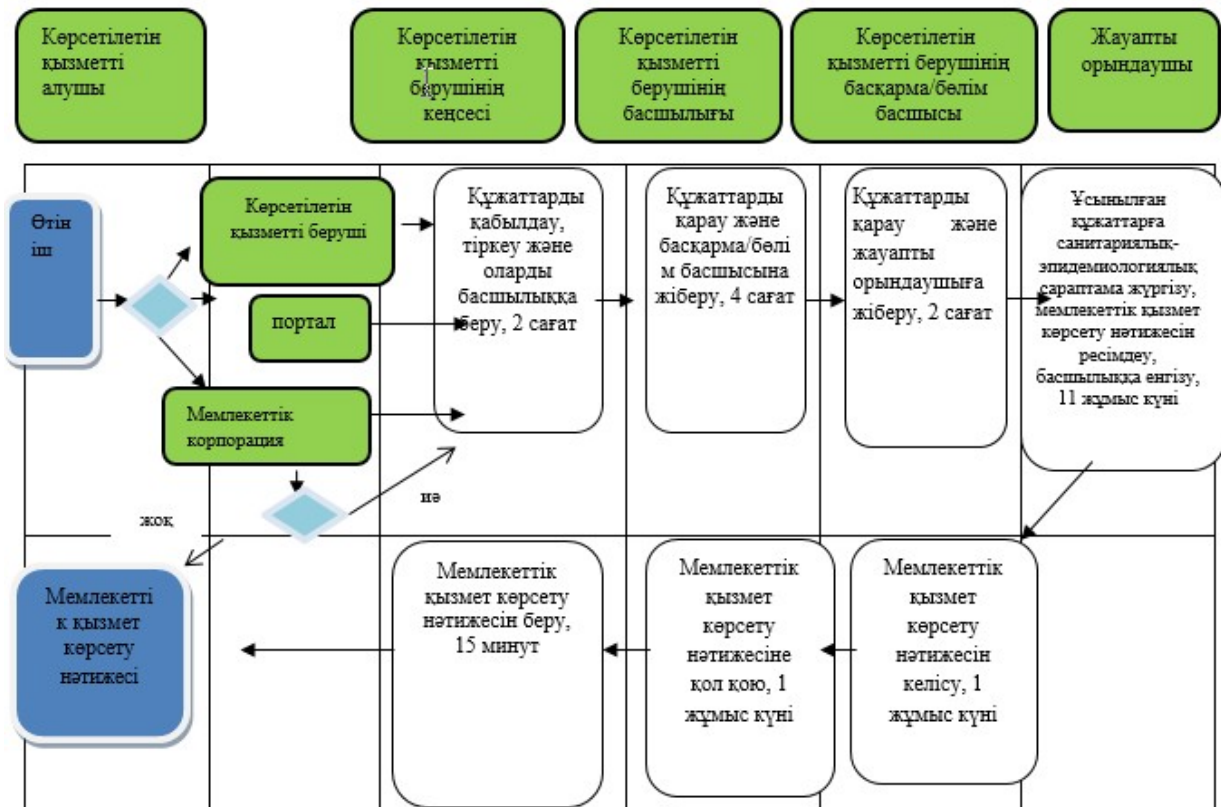 Көрсетілетін
қызметті
алушы
Көрсетілетін
қызметті
берушінің
кеңсесі
Көрсетілетін
қызметті
берушінің
басшылығы
Көрсетілетін
қызметті берушінің
басқарма/бөлім
басшысы
Жауапты
орындаушы
Өтін
іш
Көрсетілетін
қызметті беруші
портал
Мемлекеттік
корпорация
Құжаттарды
қабылдау,
тіркеу және
оларды
басшылыққа
беру, 2 сағат
Құжаттарды
қарау және
басқарма/бөлі
м басшысына
жіберу, 4 сағат
Құжаттарды
қарау және
жауапты
орындаушыға
жіберу, 2 сағат
Ұсынылған
құжаттарға
санитариялық-
эпидемиологиялық
сараптама жүргізу,
мемлекеттік қызмет
көрсету нәтижесін
ресімдеу,
басшылыққа енгізу,
11 жұмыс күні
иә
жоқ
Мемлекетті
к қызмет
көрсету
нәтижесі
Мемлекеттік
қызмет көрсету
нәтижесін беру,
15 минут
Мемлекеттік
қызмет
көрсету
нәтижесіне
қол қою, 1
жұмыс күні
Мемлекеттік
қызмет
көрсету
нәтижесін
келісу, 1
жұмыс күні